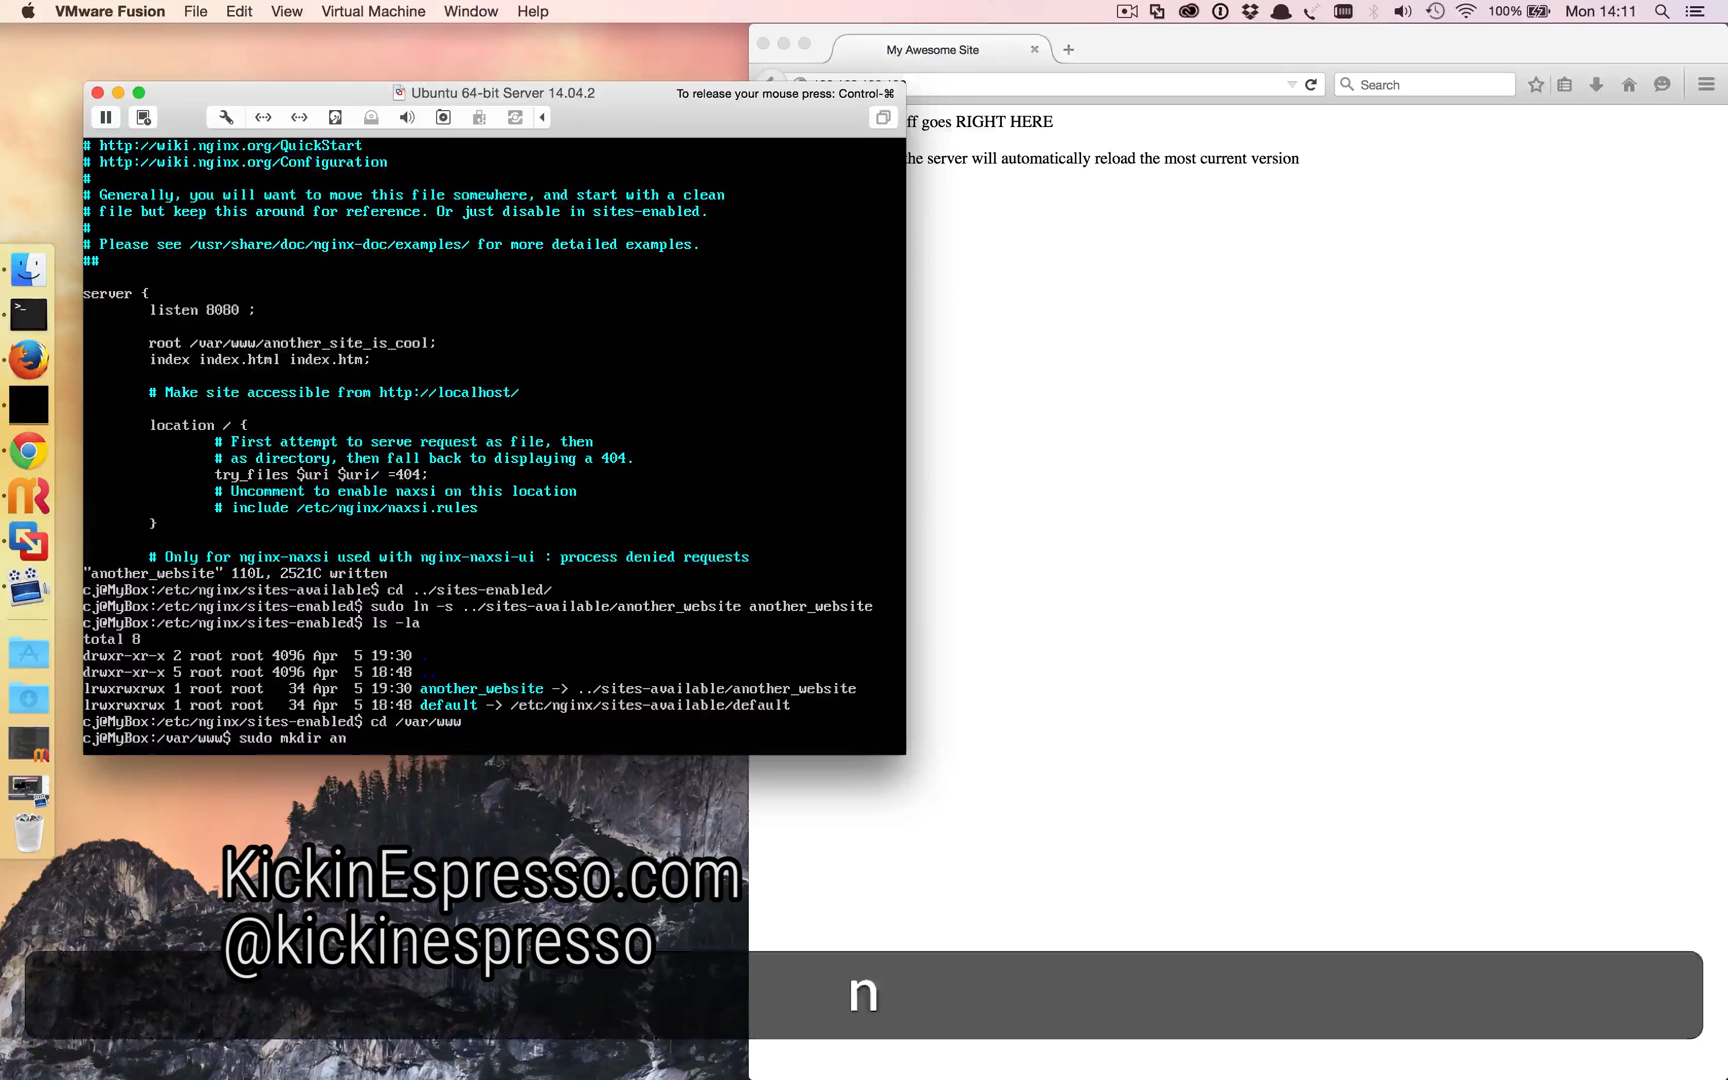 VMware Fusion File Edit View Virtual Machine Window Help 100% Mon 14:11
My Awesome Site
Search
Ubuntu 64-bit Server 14.04.2 To release your mouse press: Control-⌘
ff goes RIGHT HERE
he server will automatically reload the most current version
# http://wiki.nginx.org/QuickStart
# http://wiki.nginx.org/Configuration
#
# Generally, you will want to move this file somewhere, and start with a clean
# file but keep this around for reference. Or just disable in sites-enabled.
#
# Please see /usr/share/doc/nginx-doc/examples/ for more detailed examples.
##
server {
listen 8080 ;
root /var/www/another_site_is_cool;
index index.html index.htm;
# Make site accessible from http://localhost/
location / {
# First attempt to serve request as file, then
# as directory, then fall back to displaying a 404.
try_files $uri $uri/ =404;
# Uncomment to enable naxsi on this location
# include /etc/nginx/naxsi.rules
}
# Only for nginx-naxsi used with nginx-naxsi-ui : process denied requests
"another_website" 110L, 2521C written
cj@MyBox:/etc/nginx/sites-available$ cd ../sites-enabled/
cj@MyBox:/etc/nginx/sites-enabled$ sudo ln -s ../sites-available/another_website another_website
cj@MyBox:/etc/nginx/sites-enabled$ ls -la
total 8
drwxr-xr-x 2 root root 4096 Apr 5 19:30 .
drwxr-xr-x 5 root root 4096 Apr 5 18:48 ..
lrwxrwxrwx 1 root root 34 Apr 5 19:30 another_website -> ../sites-available/another_website
lrwxrwxrwx 1 root root 34 Apr 5 18:48 default -> /etc/nginx/sites-available/default
cj@MyBox:/etc/nginx/sites-enabled$ cd /var/www
cj@MyBox:/var/www$ sudo mkdir an
KickinEspresso.com
@kickinespresso
n